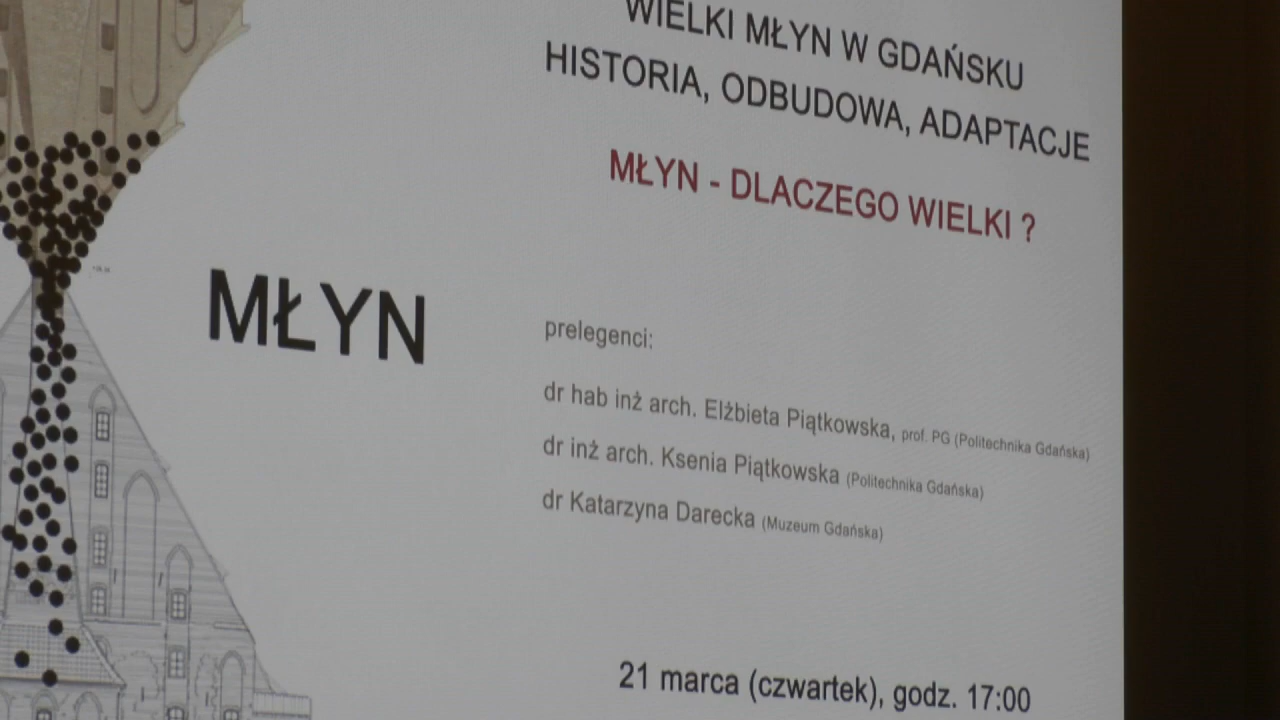 WIELKI MŁYN W GDAŃSKU
HISTORIA, ODBUDOWA, ADAPTACJE
MŁYN - DLACZEGO WIELKI ?
MŁYN
prelegenci:
dr hab inż arch. Elżbieta Piątkowska, prof. PG (Politechnika Gdańska)
dr inż arch. Ksenia Piątkowska (Politechnika Gdańska)
dr Katarzyna Darecka (Muzeum Gdańska)
21 marca (czwartek), godz. 17:00